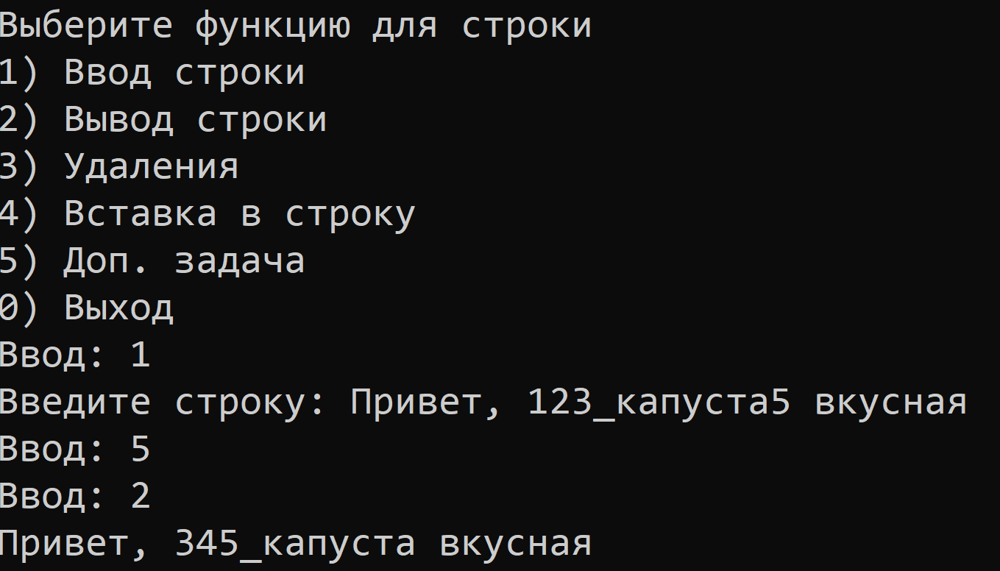 Выберите функцию для строки
1) Ввод строки
2) Вывод строки
3) Удаления
4) Вставка в строку
5) Доп. задача
0) Выход
Ввод: 1
Введите строку: Привет, 123_капуста5 вкусная
Ввод: 5
Ввод: 2
Привет, 345_капуста вкусная